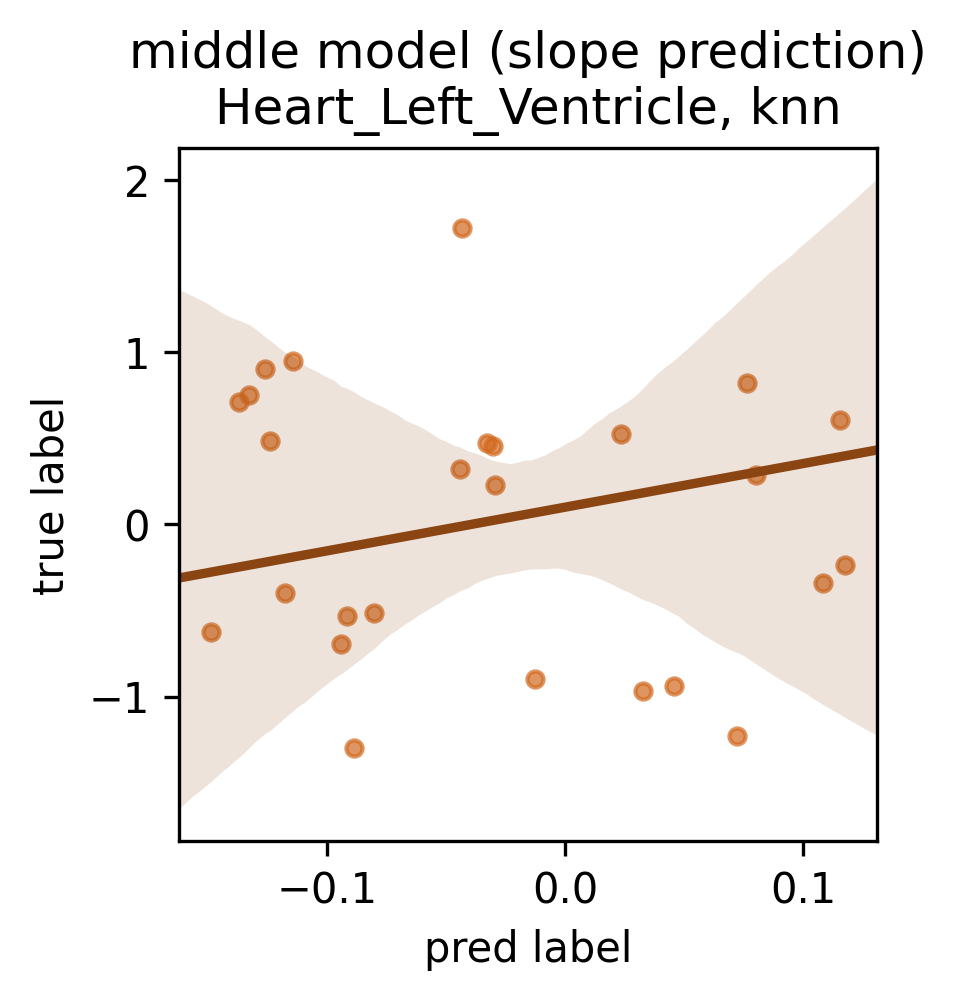 middle model (slope prediction)
Heart_Left_Ventricle, knn
2
1
0
−1
true label
−0.1
0.0
0.1
pred label